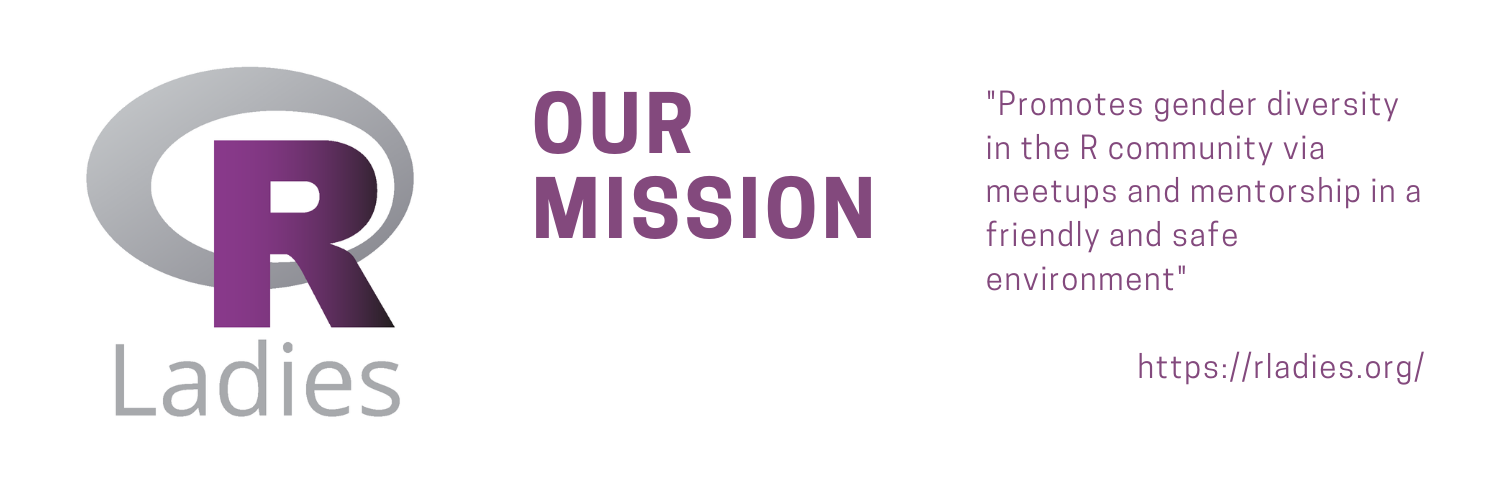 R
Ladies
OUR
MISSION
"Promotes gender diversity
in the R community via
meetups and mentorship in a
friendly and safe
environment"
https://rladies.org/